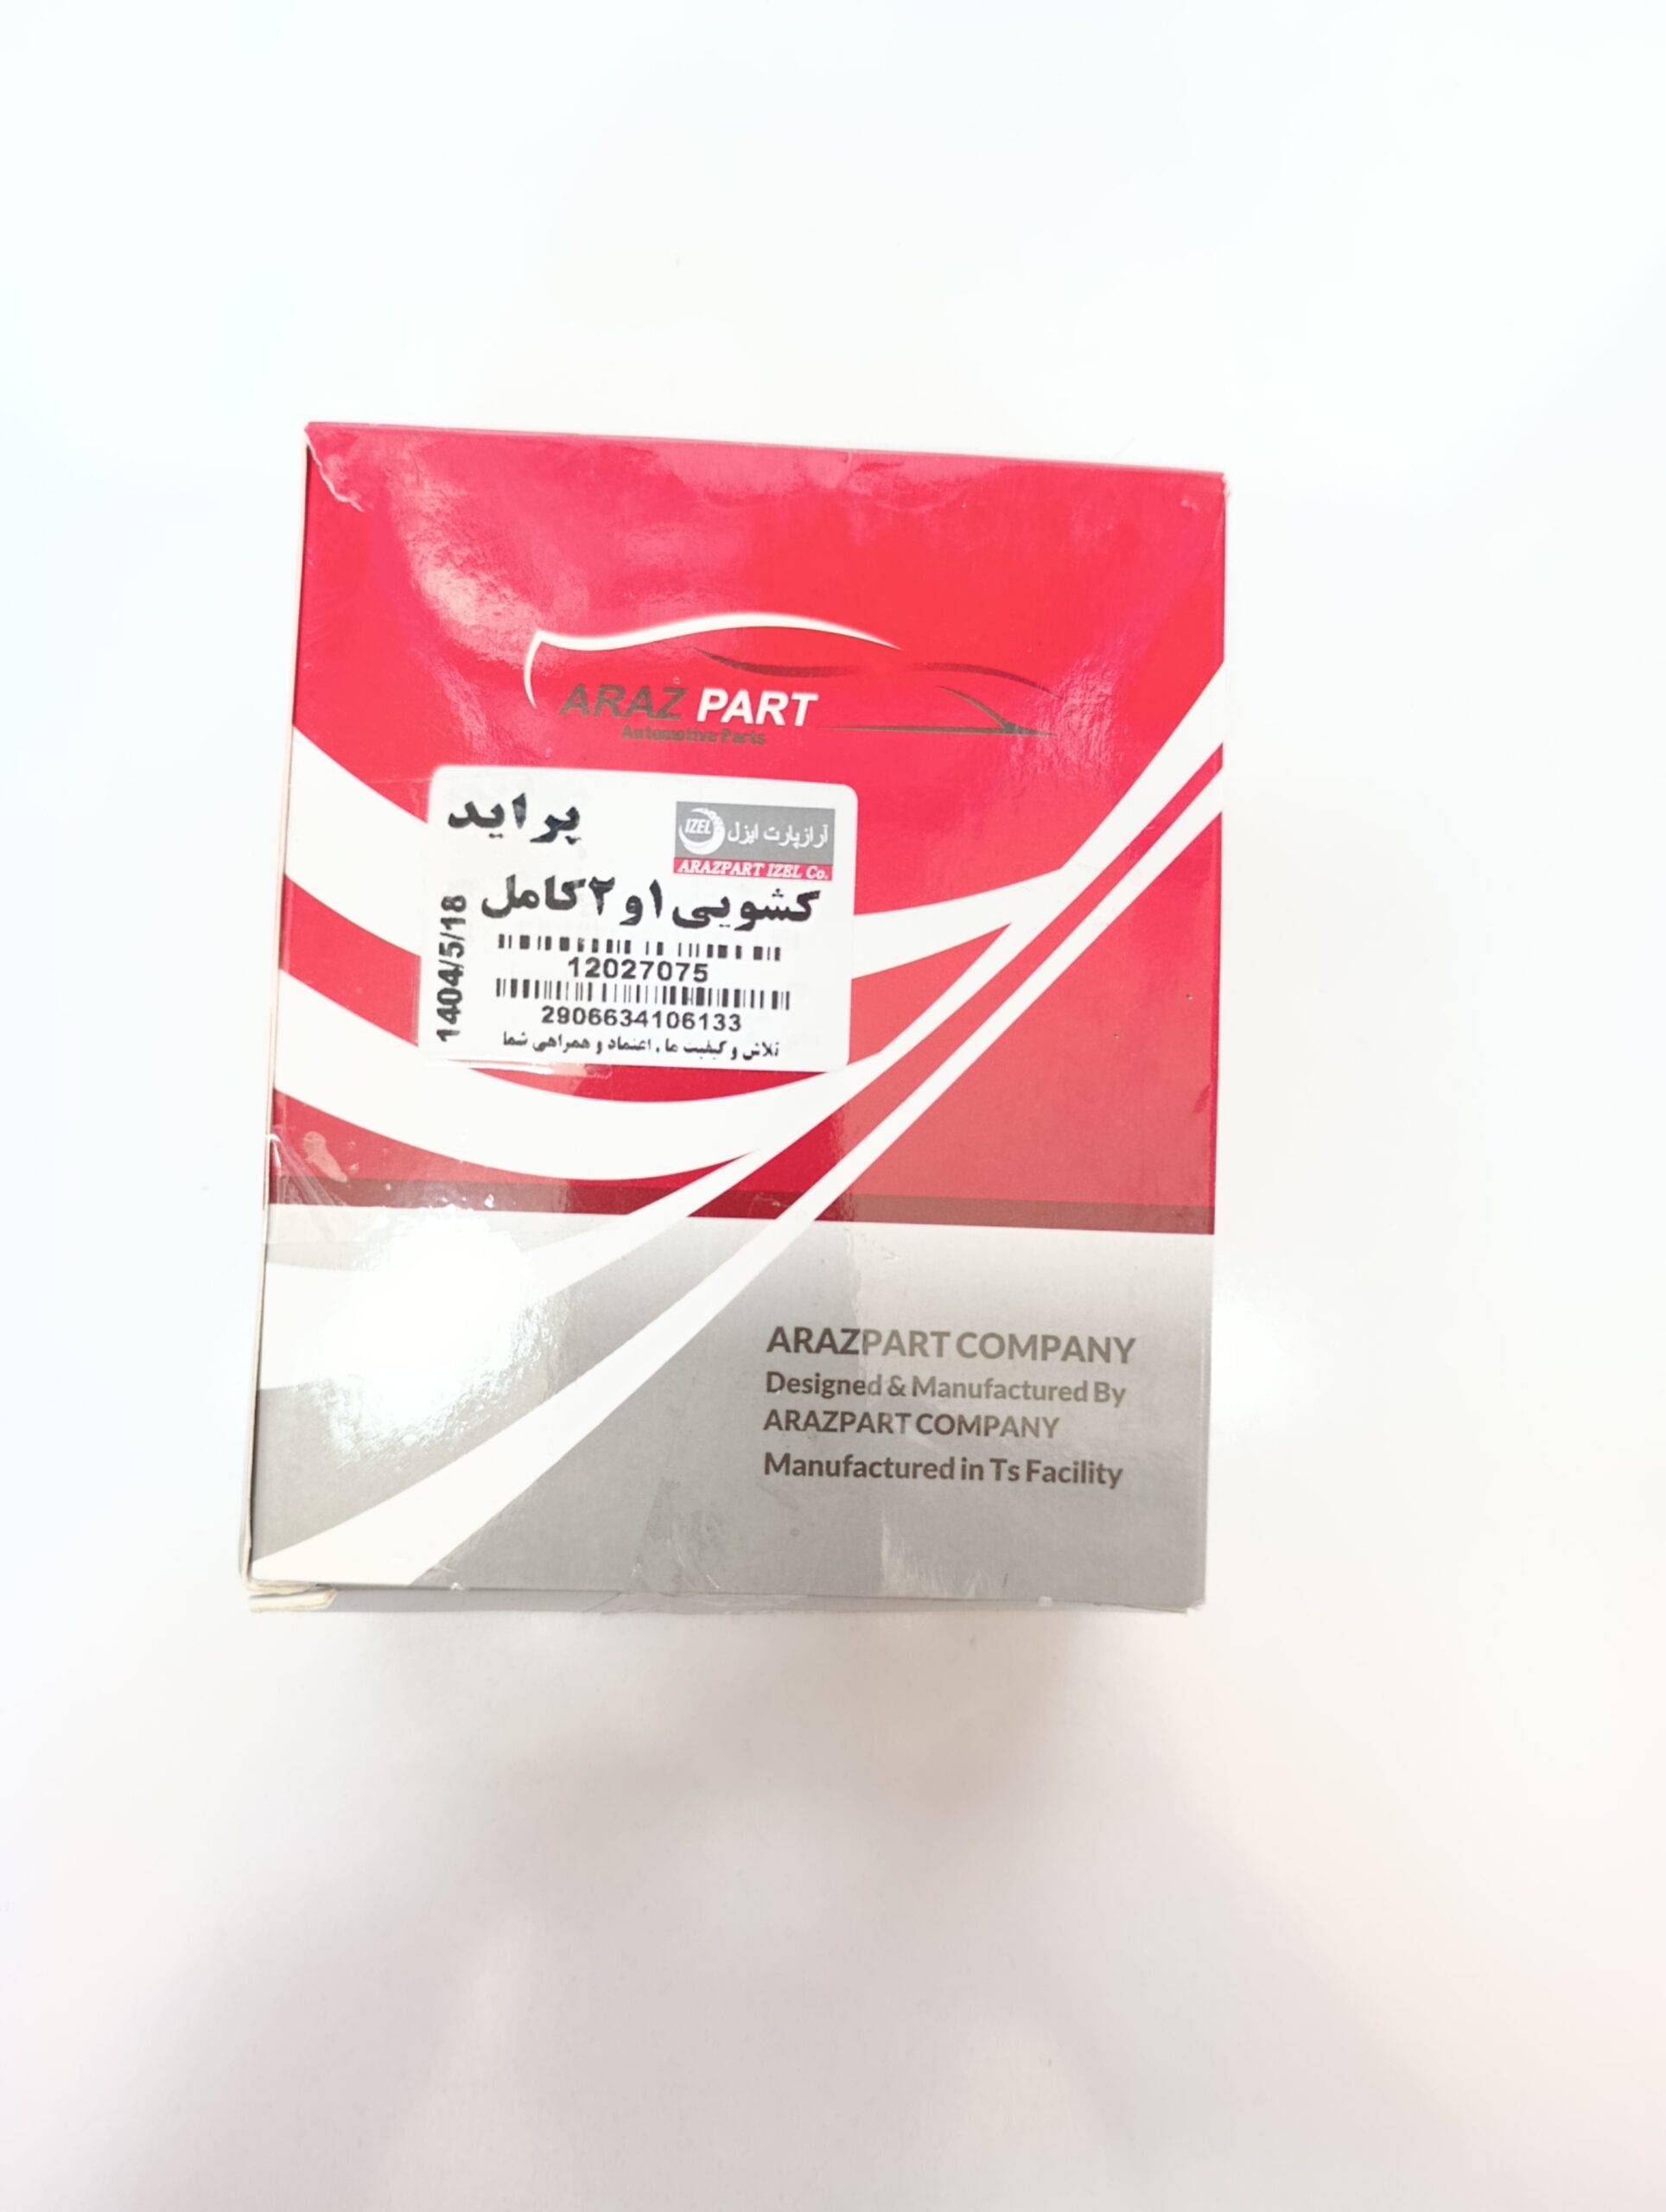 ARAZ PART
Automotive Parts
پراید
IZEL آرازپارت ایزل
ARAZPART IZEL Co.
کشویی ۱و۲ کامل
1404/5/18
12027075
2906634106133
تلاش و کیفیت ما , اعتماد و همراهی شما
ARAZPART COMPANY
Designed & Manufactured By
ARAZPART COMPANY
Manufactured in Ts Facility